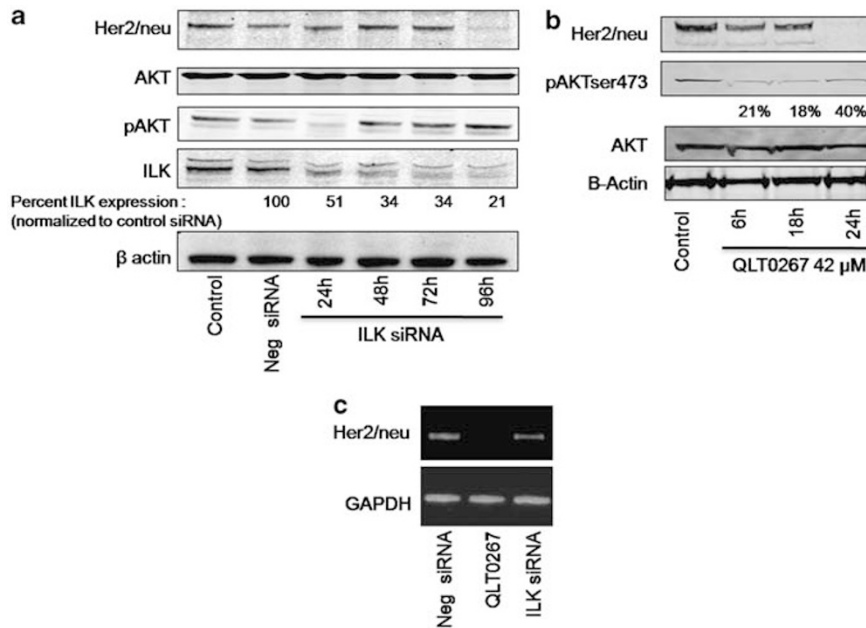 a
Her2/neu
AKT
pAKT
ILK
Percent ILK expression : 100 51 34 34 21
(normalized to control siRNA)
β actin
Control
Neg siRNA
24h
48h
72h
96h
ILK siRNA
b
Her2/neu
pAKTser473
21% 18% 40%
AKT
B-Actin
Control
6h
18h
24h
QLT0267 42 μM
c
Her2/neu
GAPDH
Neg siRNA
QLT0267
ILK siRNA